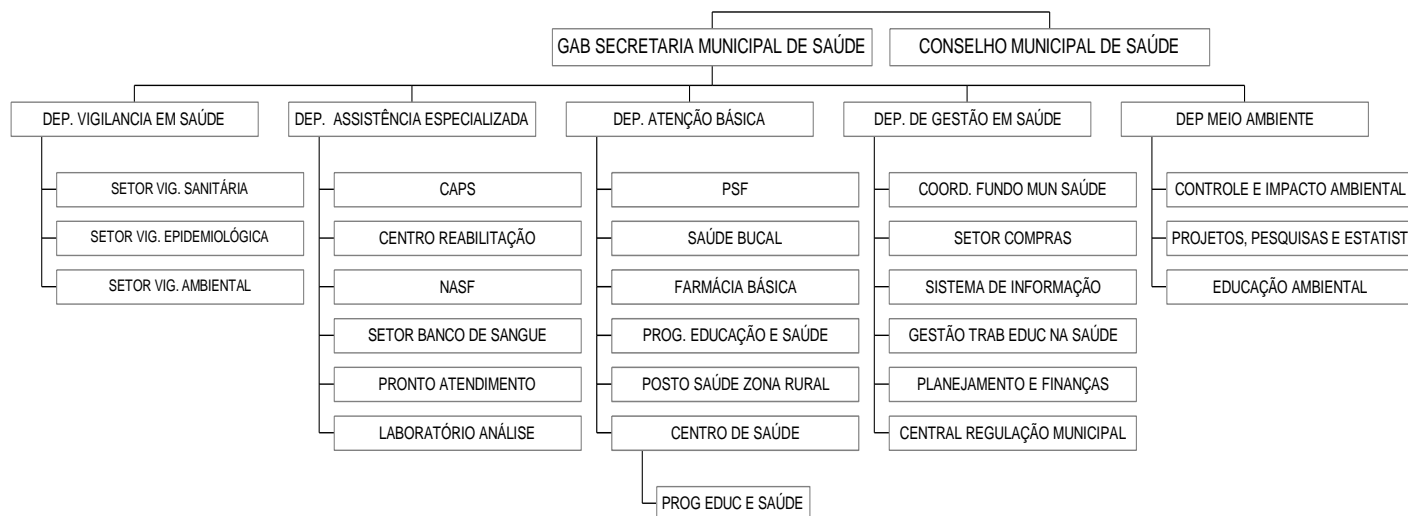 GAB SECRETARIA MUNICIPAL DE SAÚDE
CONSELHO MUNICIPAL DE SAÚDE
DEP. VIGILANCIA EM SAÚDE
DEP. ASSISTÊNCIA ESPECIALIZADA
DEP. ATENÇÃO BÁSICA
DEP. DE GESTÃO EM SAÚDE
DEP MEIO AMBIENTE
SETOR VIG. SANITÁRIA
SETOR VIG. EPIDEMIOLÓGICA
SETOR VIG. AMBIENTAL
CAPS
CENTRO REABILITAÇÃO
NASF
SETOR BANCO DE SANGUE
PRONTO ATENDIMENTO
LABORATÓRIO ANÁLISE
PSF
SAÚDE BUCAL
FARMÁCIA BÁSICA
PROG. EDUCAÇÃO E SAÚDE
POSTO SAÚDE ZONA RURAL
CENTRO DE SAÚDE
PROG EDUC E SAÚDE
COORD. FUNDO MUN SAÚDE
SETOR COMPRAS
SISTEMA DE INFORMAÇÃO
GESTÃO TRAB EDUC NA SAÚDE
PLANEJAMENTO E FINANÇAS
CENTRAL REGULAÇÃO MUNICIPAL
CONTROLE E IMPACTO AMBIENTAL
PROJETOS, PESQUISAS E ESTATIST
EDUCAÇÃO AMBIENTAL